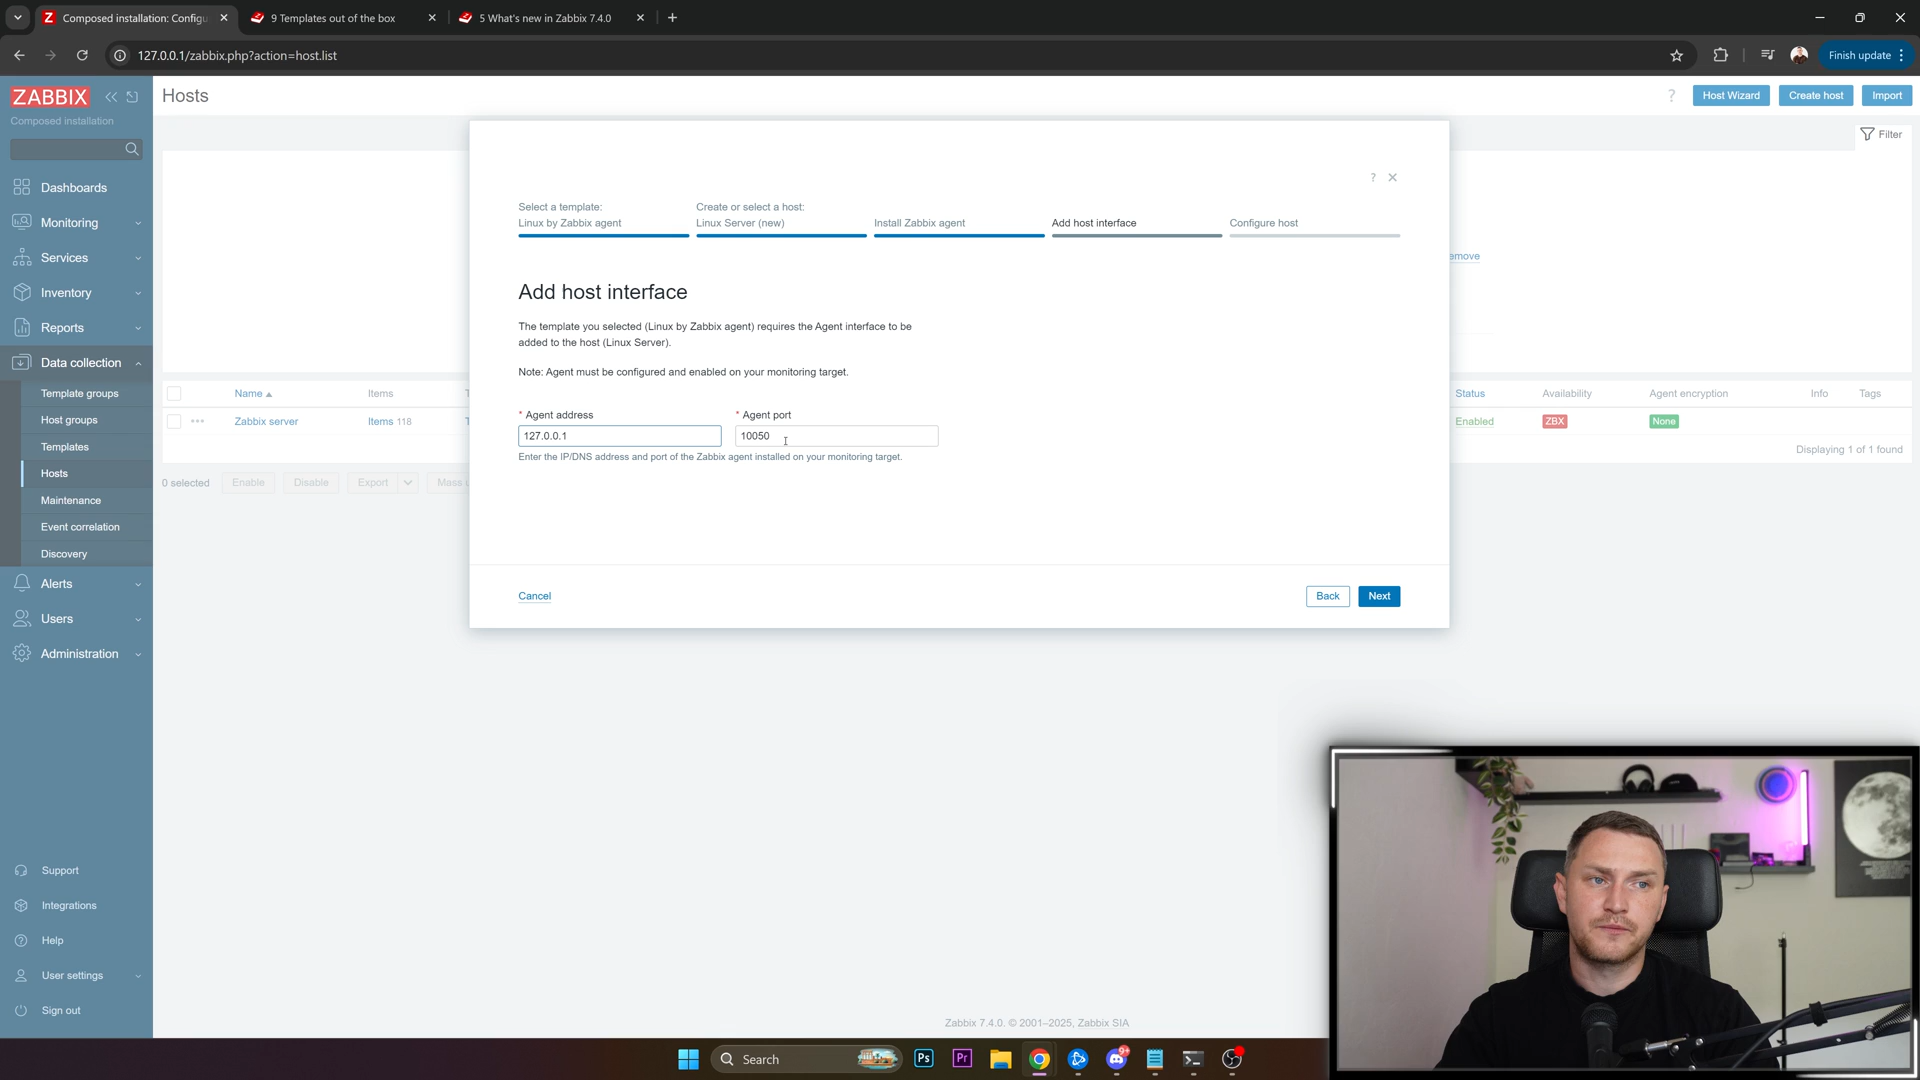 Composed installation: Configu
9 Templates out of the box
5 What's new in Zabbix 7.4.0
127.0.0.1/zabbix.php?action=host.list
Finish update
ZABBIX
Composed installation
Hosts
Host Wizard
Create host
Import
Filter
Dashboards
Monitoring
Services
Inventory
Reports
Data collection
Template groups
Host groups
Templates
Hosts
Maintenance
Event correlation
Discovery
Alerts
Users
Administration
Support
Integrations
Help
User settings
Sign out
Select a template:
Linux by Zabbix agent
Create or select a host:
Linux Server (new)
Install Zabbix agent
Add host interface
Configure host
Add host interface
The template you selected (Linux by Zabbix agent) requires the Agent interface to be
added to the host (Linux Server).
Note: Agent must be configured and enabled on your monitoring target.
* Agent address
* Agent port
127.0.0.1
10050
Enter the IP/DNS address and port of the Zabbix agent installed on your monitoring target.
Cancel
Back
Next
emove
Name
Items
T
Status
Availability
Agent encryption
Info
Tags
Zabbix server
Items 118
T
Enabled
ZBX
None
Displaying 1 of 1 found
0 selected
Enable
Disable
Export
Mass u
Zabbix 7.4.0. © 2001–2025, Zabbix SIA
Search
Ps
Pr
9+